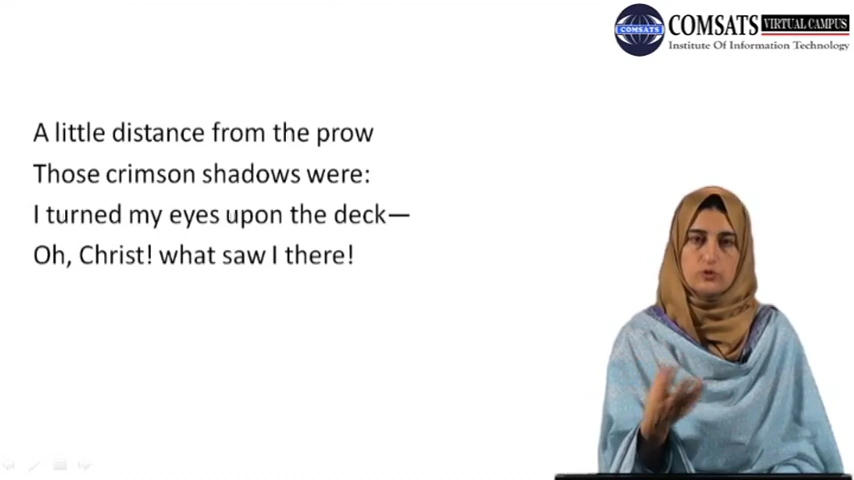 COMSATS VIRTUAL CAMPUS
COMSATS
Institute Of Information Technology
A little distance from the prow
Those crimson shadows were:
I turned my eyes upon the deck—
Oh, Christ! what saw I there!